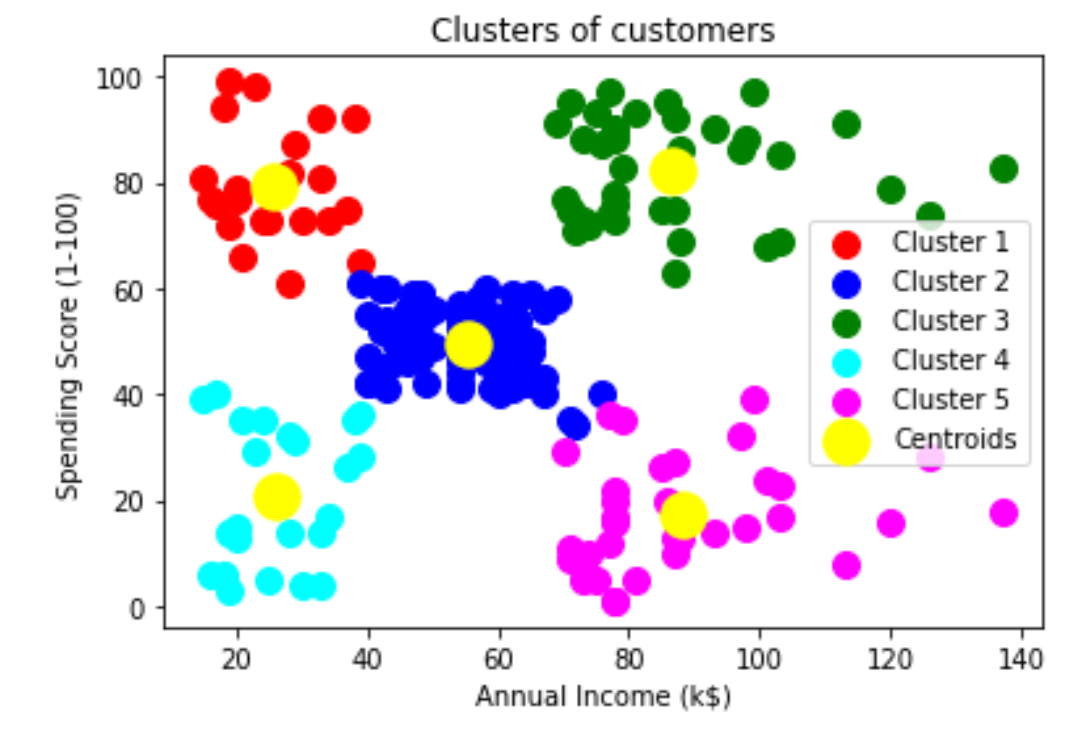 Clusters of customers
100
80
60
40
20
0
Spending Score (1-100)
Cluster 1
Cluster 2
Cluster 3
Cluster 4
Cluster 5
Centroids
20 40 60 80 100 120 140
Annual Income (k$)